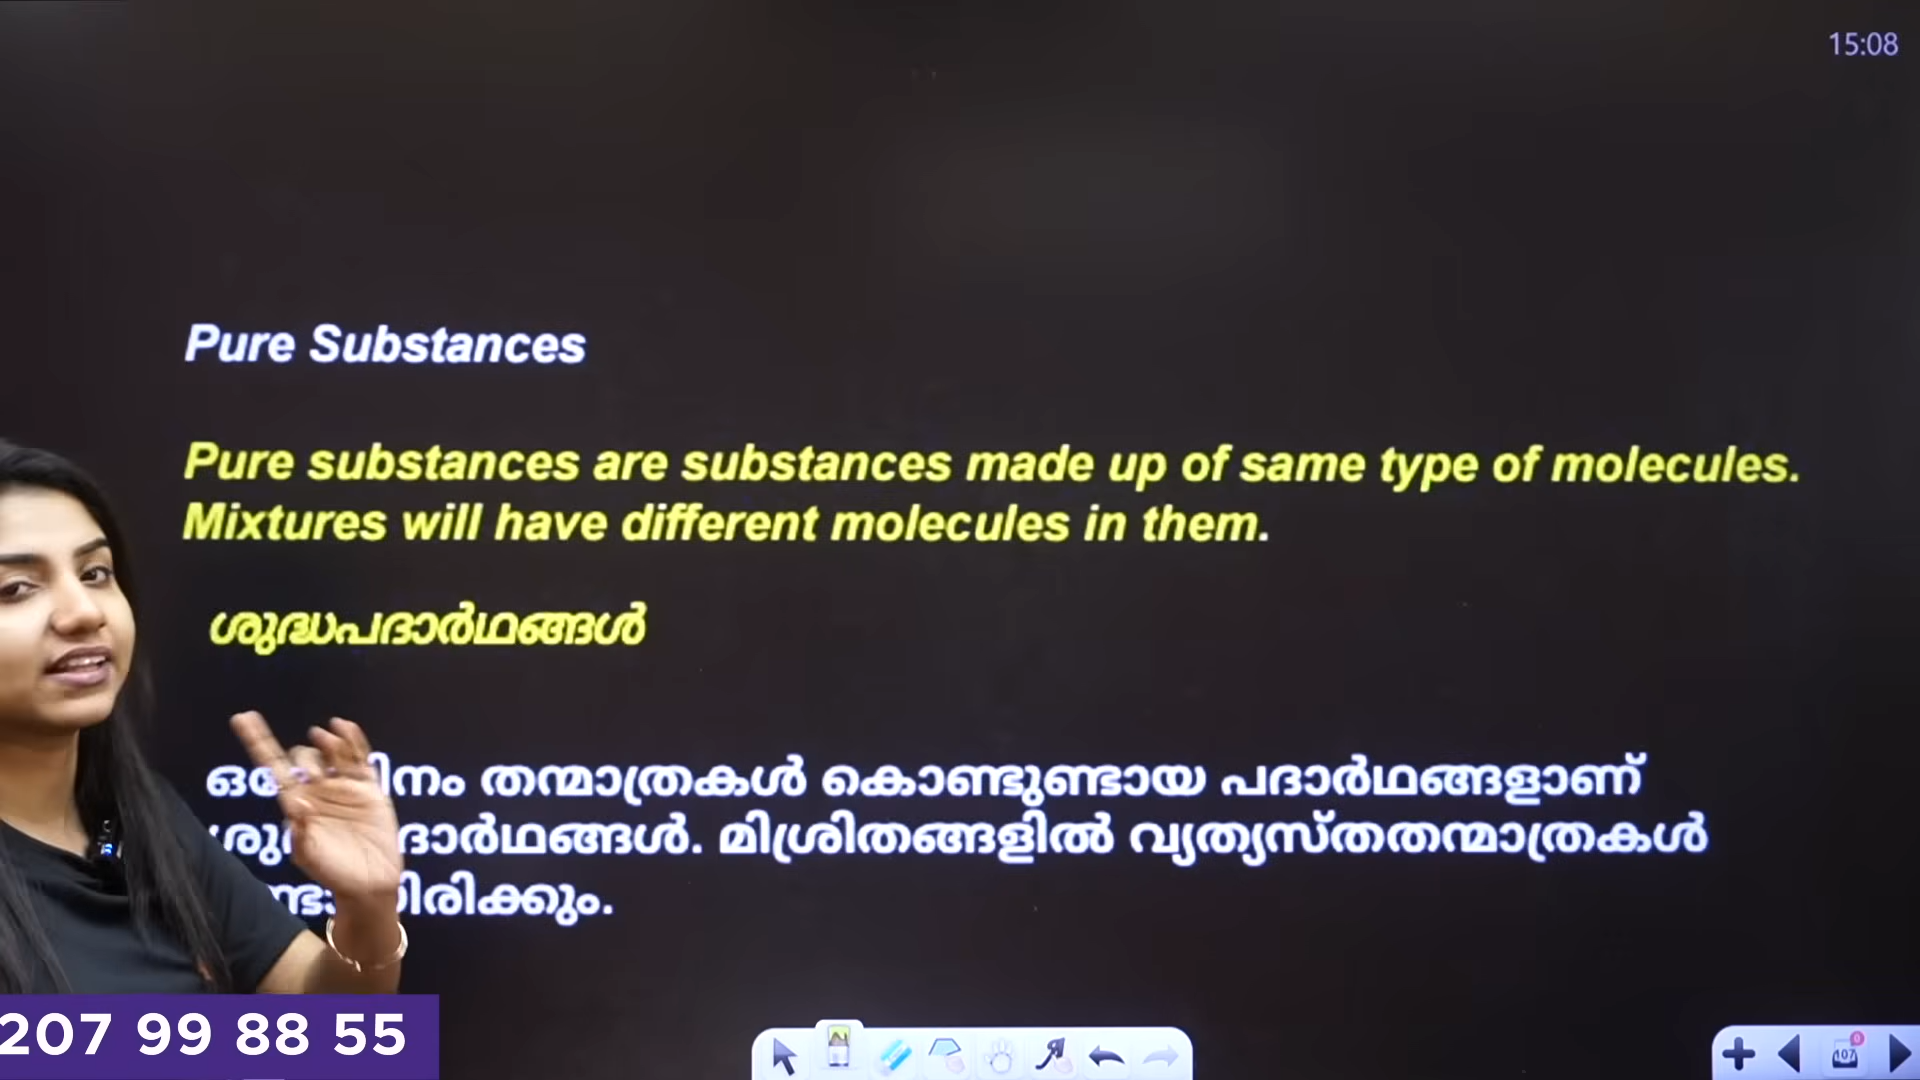 15:08
Pure Substances
Pure substances are substances made up of same type of molecules.
Mixtures will have different molecules in them.
ശുദ്ധപദാർഥങ്ങൾ
തന്മാത്രകൾ കൊണ്ടുണ്ടായ പദാർഥങ്ങളാണ്
മിശ്രിതങ്ങളിൽ വ്യത്യസ്തതന്മാത്രകൾ
207 99 88 55
107
0